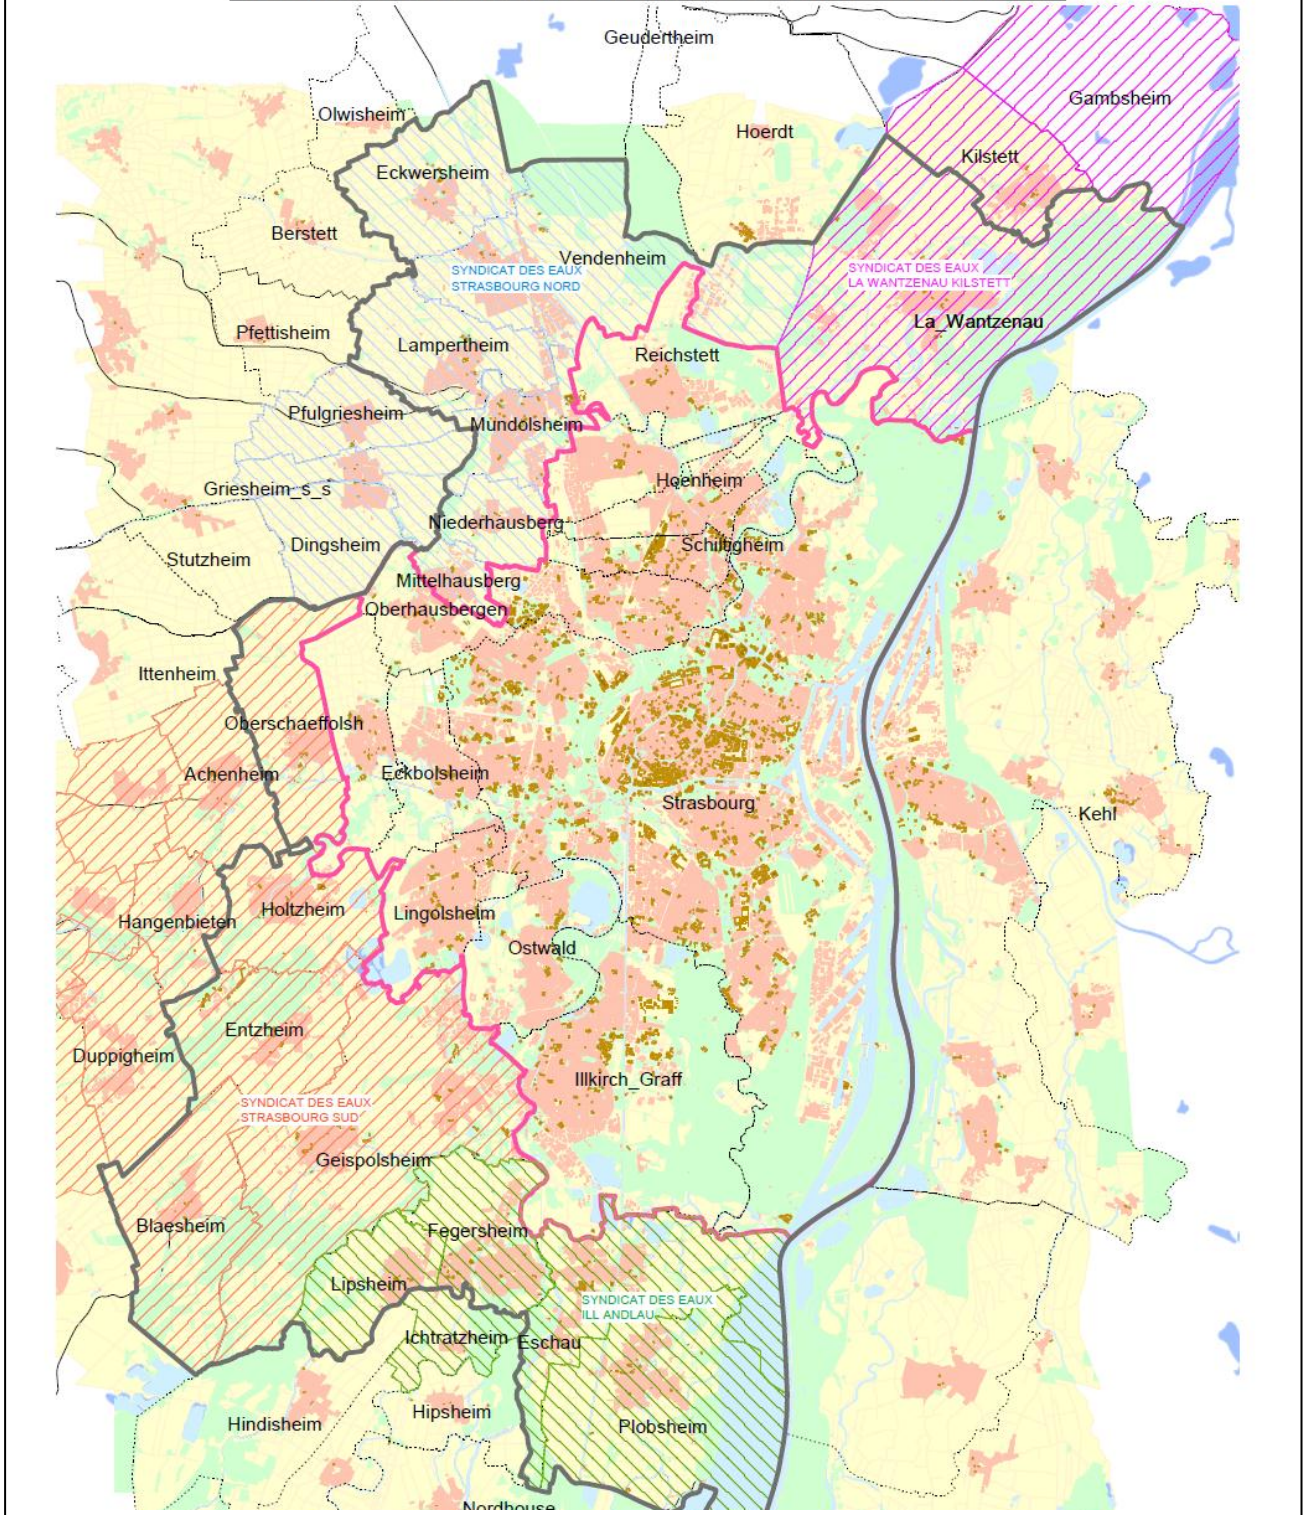 Geudertheim
Gambsheim
Olwisheim
Hoerdt
Kilstett
Eckwersheim
Berstett
Vendenheim
SYNDICAT DES EAUX
STRASBOURG NORD
SYNDICAT DES EAUX
LA WANTZENAU KILSTETT
La_Wantzenau
Pfettisheim
Lampertheim
Reichstett
Pfulgriesheim
Mundolsheim
Hoenheim
Griesheim_s_s
Niederhausberg
Dingsheim
Schiltigheim
Stutzheim
Mittelhausberg
Oberhausbergen
Ittenheim
Oberschaeffolsh
Achenheim
Eckbolsheim
Strasbourg
Kehl
Holtzheim
Lingolsheim
Hangenbieten
Ostwald
Entzheim
Duppigheim
Illkirch_Graff
SYNDICAT DES EAUX
STRASBOURG SUD
Geispolsheim
Blaesheim
Fegersheim
Lipsheim
SYNDICAT DES EAUX
ILL ANDLAU
Ichtratzheim
Eschau
Hipsheim
Hindisheim
Plobsheim
Nordhouse